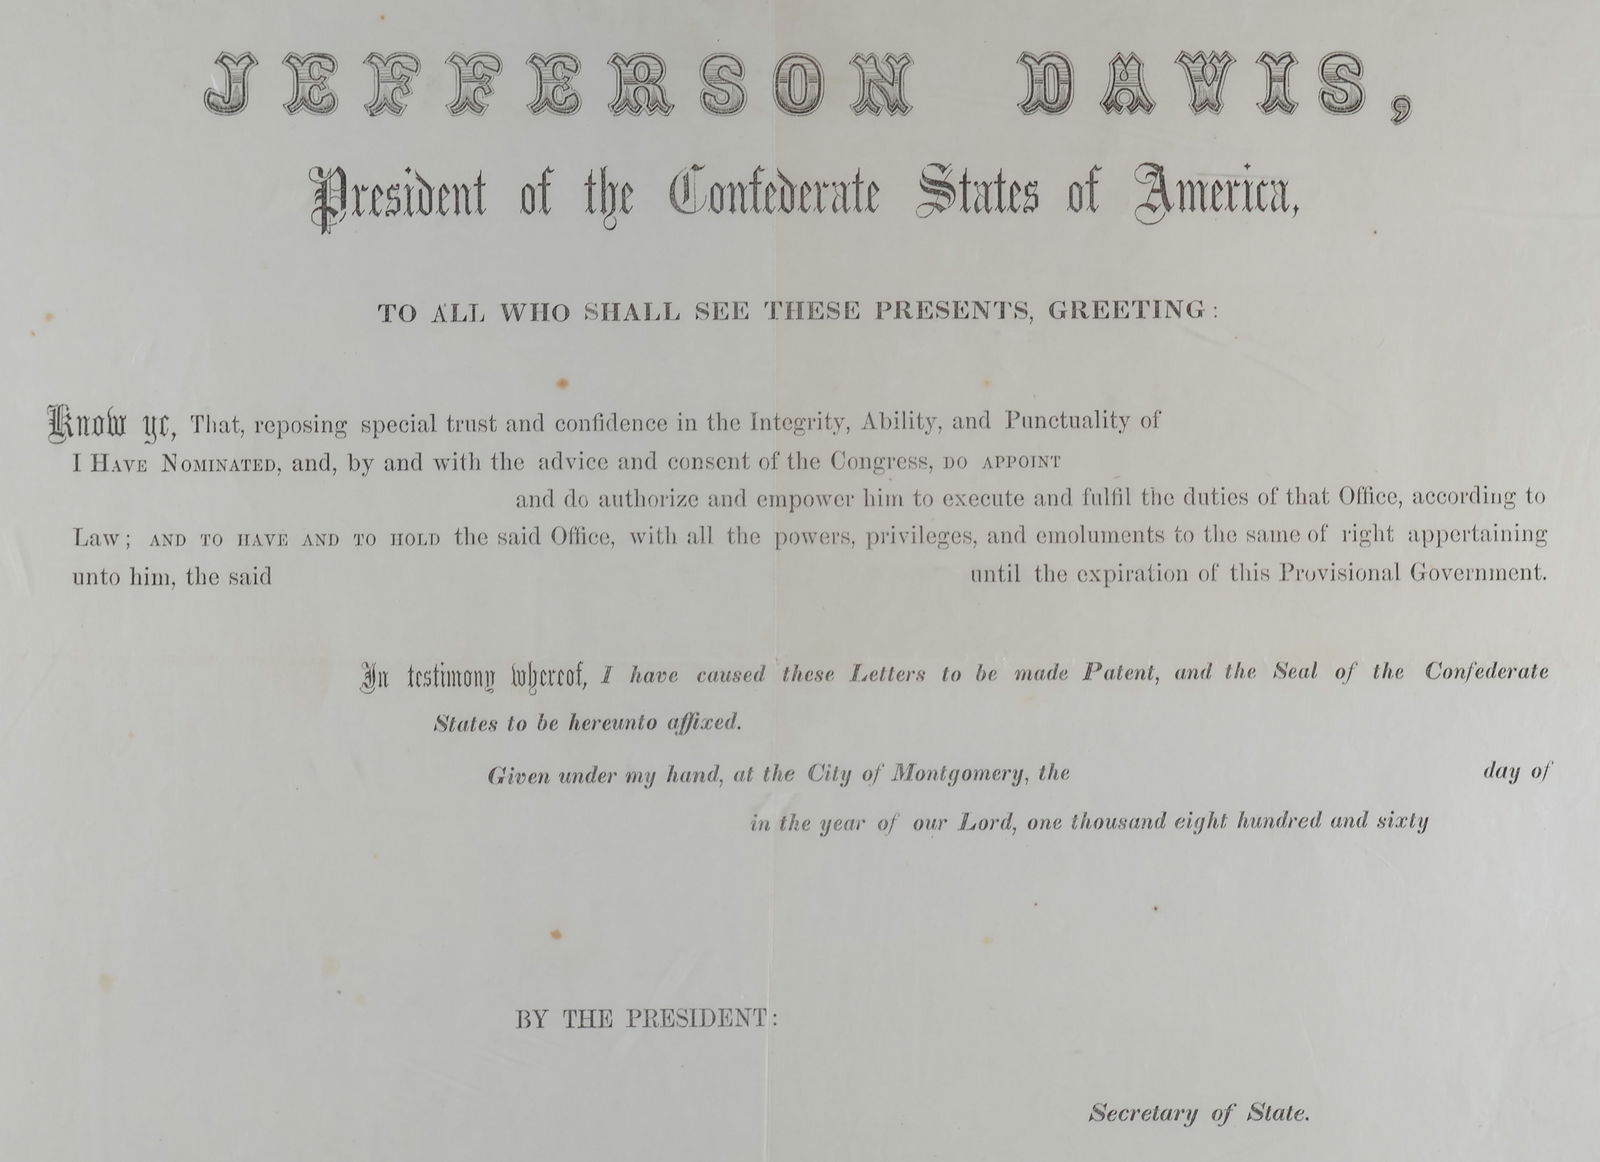 JEFFERSON DAVIS,
President of the Confederate States of America,
TO ALL WHO SHALL SEE THESE PRESENTS, GREETING:
Know ye, That, reposing special trust and confidence in the Integrity, Ability, and Punctuality of
I HAVE NOMINATED, and, by and with the advice and consent of the Congress, DO APPOINT
and do authorize and empower him to execute and fulfil the duties of that Office, according to
Law; AND TO HAVE AND TO HOLD the said Office, with all the powers, privileges, and emoluments to the same of right appertaining
unto him, the said until the expiration of this Provisional Government.
In testimony whereof, I have caused these Letters to be made Patent, and the Seal of the Confederate
States to be hereunto affixed.
Given under my hand, at the City of Montgomery, the day of
in the year of our Lord, one thousand eight hundred and sixty
BY THE PRESIDENT:
Secretary of State.